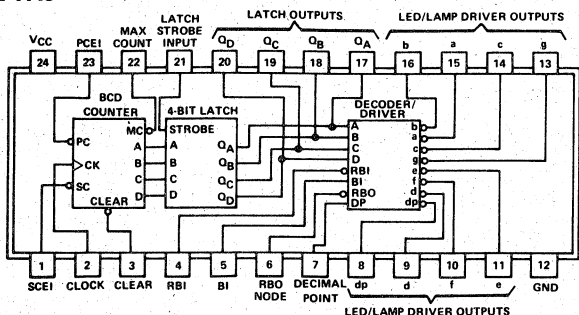 LATCH OUTPUTS LED/LAMP DRIVER OUTPUTS
LATCH
STROBE
INPUT
MAX
COUNT
VCC PCEI QD QC QB QA b a c g
24 23 22 21 20 19 18 17 16 15 14 13
BCD
COUNTER
MC
PC
CK
SC
A
B
C
D
CLEAR
4-BIT LATCH
STROBE
A QA
B QB
C QC
D QD
DECODER/
DRIVER
A
B
C
D
RBI
BI
RBO
DP
b
a
c
g
e
f
d
dp
1 2 3 4 5 6 7 8 9 10 11 12
SCEI CLOCK CLEAR RBI BI RBO
NODE
DECIMAL
POINT
dp d f e GND
LED/LAMP DRIVER OUTPUTS